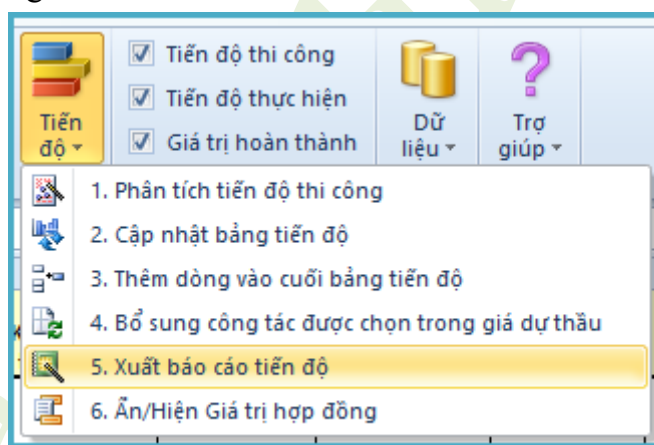 Tiến độ
Tiến độ thi công
Tiến độ thực hiện
Giá trị hoàn thành
Dữ liệu
Trợ giúp
1. Phân tích tiến độ thi công
2. Cập nhật bảng tiến độ
3. Thêm dòng vào cuối bảng tiến độ
4. Bổ sung công tác được chọn trong giá dự thầu
5. Xuất báo cáo tiến độ
6. Ẩn/Hiện Giá trị hợp đồng